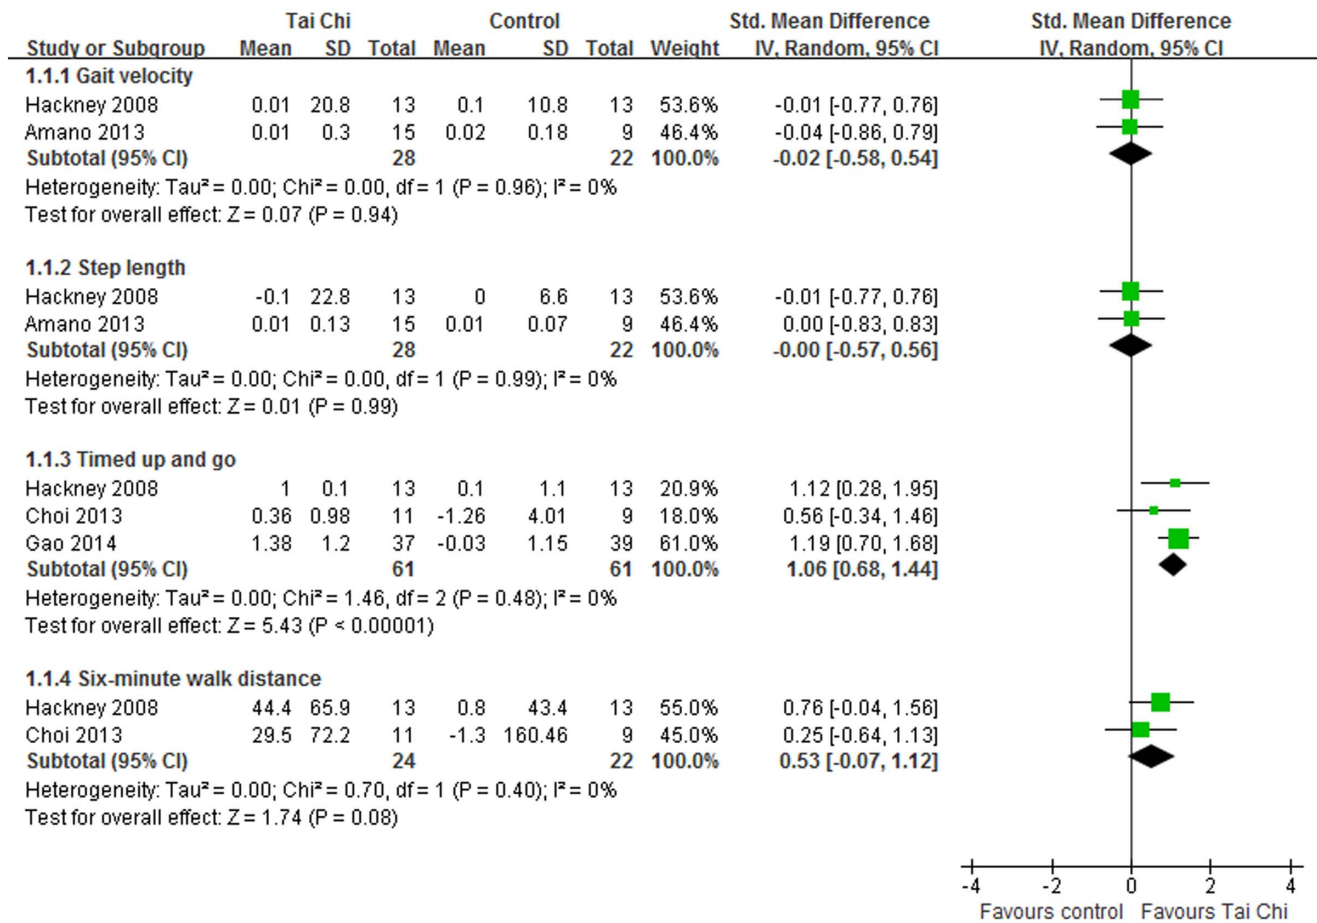 Tai Chi Control Std. Mean Difference Std. Mean Difference
Study or Subgroup Mean SD Total Mean SD Total Weight IV, Random, 95% CI IV, Random, 95% CI
1.1.1 Gait velocity
Hackney 2008 0.01 20.8 13 0.1 10.8 13 53.6% -0.01 [-0.77, 0.76]
Amano 2013 0.01 0.3 15 0.02 0.18 9 46.4% -0.04 [-0.86, 0.79]
Subtotal (95% CI) 28 22 100.0% -0.02 [-0.58, 0.54]
Heterogeneity: Tau² = 0.00; Chi² = 0.00, df = 1 (P = 0.96); I² = 0%
Test for overall effect: Z = 0.07 (P = 0.94)
1.1.2 Step length
Hackney 2008 -0.1 22.8 13 0 6.6 13 53.6% -0.01 [-0.77, 0.76]
Amano 2013 0.01 0.13 15 0.01 0.07 9 46.4% 0.00 [-0.83, 0.83]
Subtotal (95% CI) 28 22 100.0% -0.00 [-0.57, 0.56]
Heterogeneity: Tau² = 0.00; Chi² = 0.00, df = 1 (P = 0.99); I² = 0%
Test for overall effect: Z = 0.01 (P = 0.99)
1.1.3 Timed up and go
Hackney 2008 1 0.1 13 0.1 1.1 13 20.9% 1.12 [0.28, 1.95]
Choi 2013 0.36 0.98 11 -1.26 4.01 9 18.0% 0.56 [-0.34, 1.46]
Gao 2014 1.38 1.2 37 -0.03 1.15 39 61.0% 1.19 [0.70, 1.68]
Subtotal (95% CI) 61 61 100.0% 1.06 [0.68, 1.44]
Heterogeneity: Tau² = 0.00; Chi² = 1.46, df = 2 (P = 0.48); I² = 0%
Test for overall effect: Z = 5.43 (P < 0.00001)
1.1.4 Six-minute walk distance
Hackney 2008 44.4 65.9 13 0.8 43.4 13 55.0% 0.76 [-0.04, 1.56]
Choi 2013 29.5 72.2 11 -1.3 160.46 9 45.0% 0.25 [-0.64, 1.13]
Subtotal (95% CI) 24 22 100.0% 0.53 [-0.07, 1.12]
Heterogeneity: Tau² = 0.00; Chi² = 0.70, df = 1 (P = 0.40); I² = 0%
Test for overall effect: Z = 1.74 (P = 0.08)
-4 -2 0 2 4
Favours control Favours Tai Chi